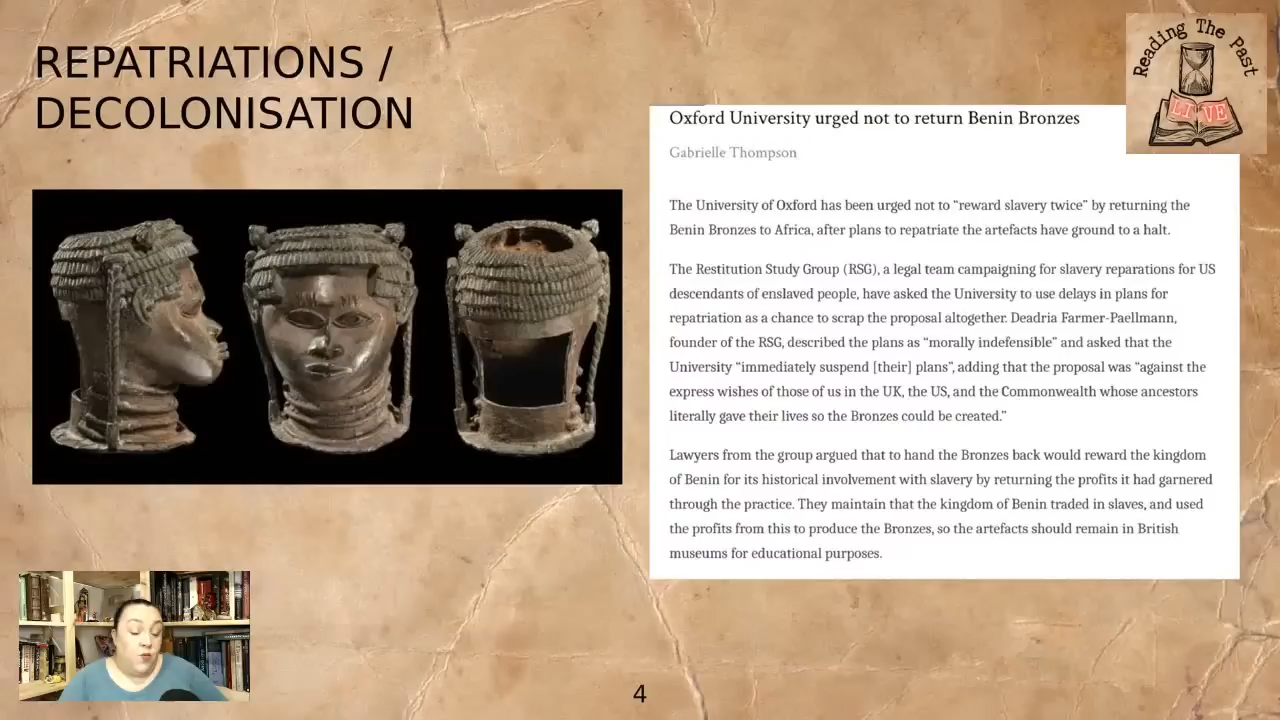 REPATRIATIONS /
DECOLONISATION
Reading The Past
LIVE
Oxford University urged not to return Benin Bronzes
Gabrielle Thompson
The University of Oxford has been urged not to “reward slavery twice” by returning the
Benin Bronzes to Africa, after plans to repatriate the artefacts have ground to a halt.
The Restitution Study Group (RSG), a legal team campaigning for slavery reparations for US
descendants of enslaved people, have asked the University to use delays in plans for
repatriation as a chance to scrap the proposal altogether. Deadria Farmer-Paellmann,
founder of the RSG, described the plans as “morally indefensible” and asked that the
University “immediately suspend [their] plans”, adding that the proposal was “against the
express wishes of those of us in the UK, the US, and the Commonwealth whose ancestors
literally gave their lives so the Bronzes could be created.”
Lawyers from the group argued that to hand the Bronzes back would reward the kingdom
of Benin for its historical involvement with slavery by returning the profits it had garnered
through the practice. They maintain that the kingdom of Benin traded in slaves, and used
the profits from this to produce the Bronzes, so the artefacts should remain in British
museums for educational purposes.
4